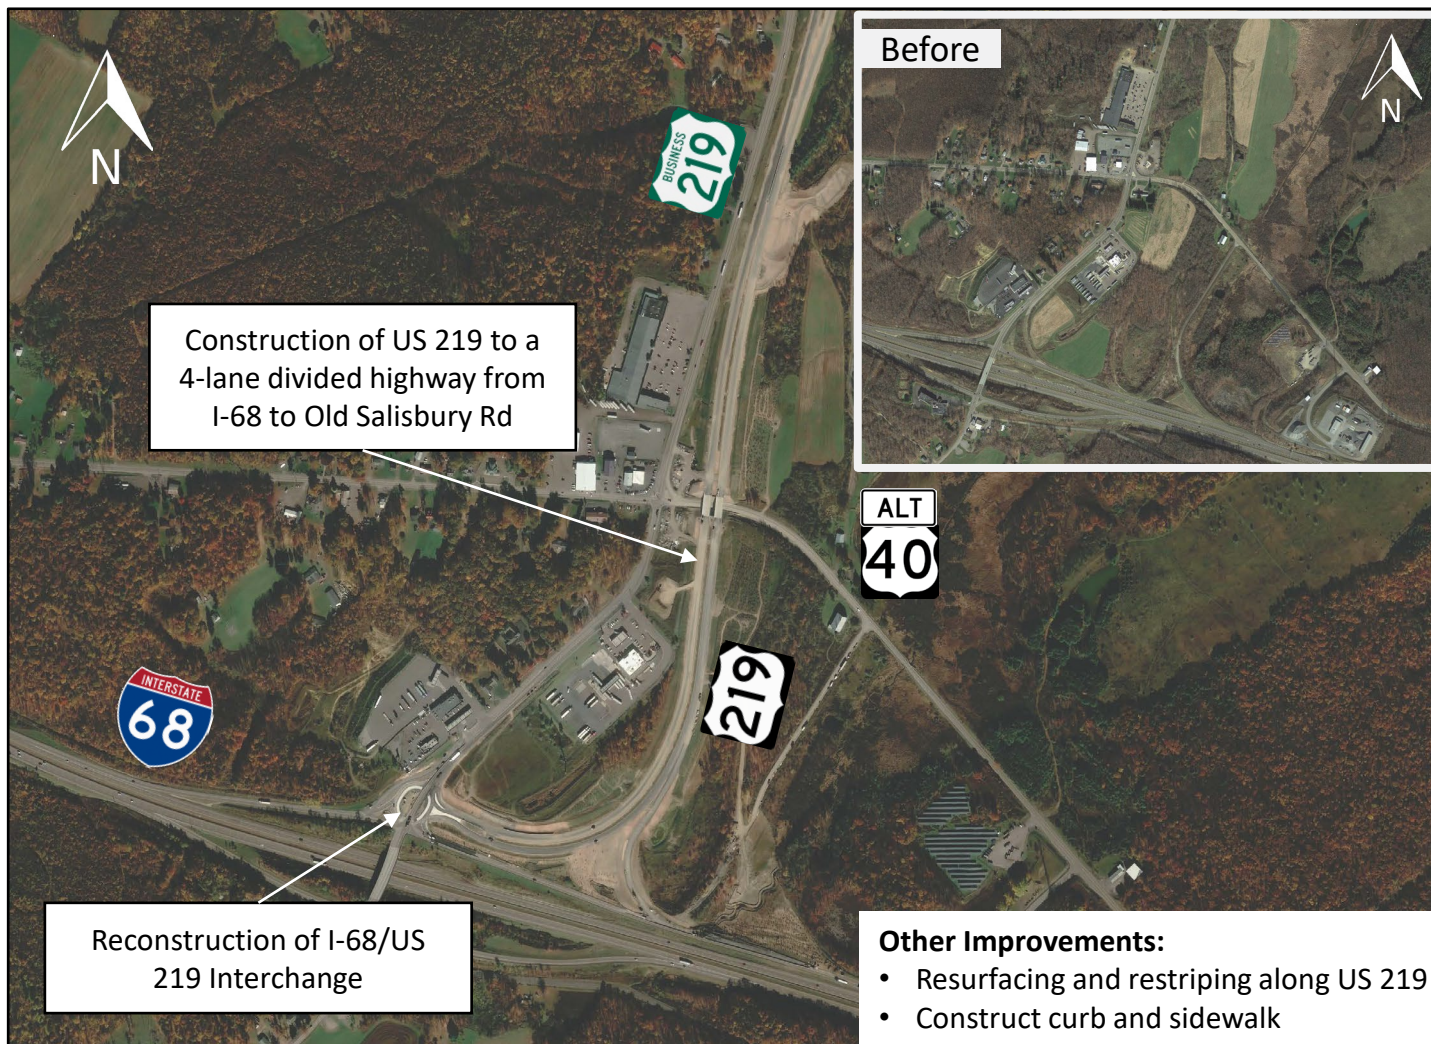 Before
N
N
BUSINESS
219
Construction of US 219 to a
4-lane divided highway from
I-68 to Old Salisbury Rd
ALT
40
219
INTERSTATE
68
Reconstruction of I-68/US
219 Interchange
Other Improvements:
• Resurfacing and restriping along US 219
• Construct curb and sidewalk